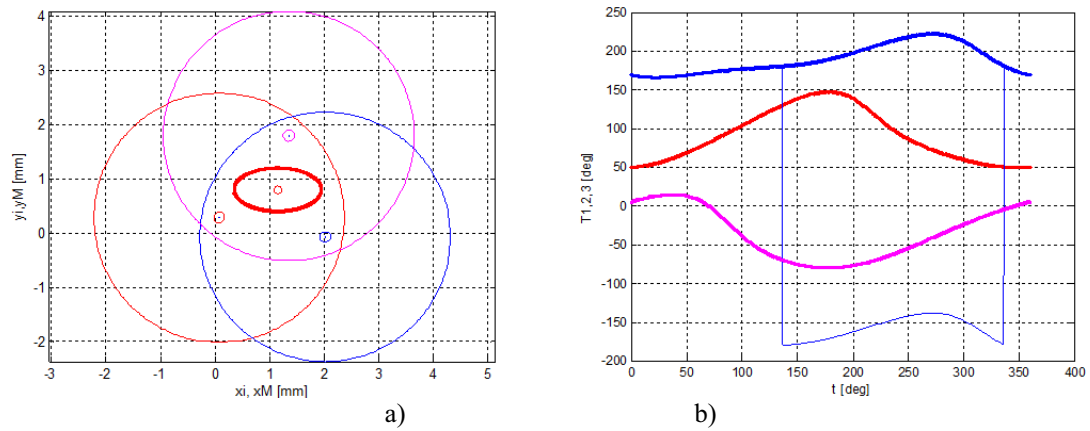 4
3
2
1
0
-1
-2
yi,yM [mm]
-3 -2 -1 0 1 2 3 4 5
xi, xM [mm]
a)
250
200
150
100
50
0
-50
-100
-150
-200
T1,2,3 [deg]
0 50 100 150 200 250 300 350 400
t [deg]
b)